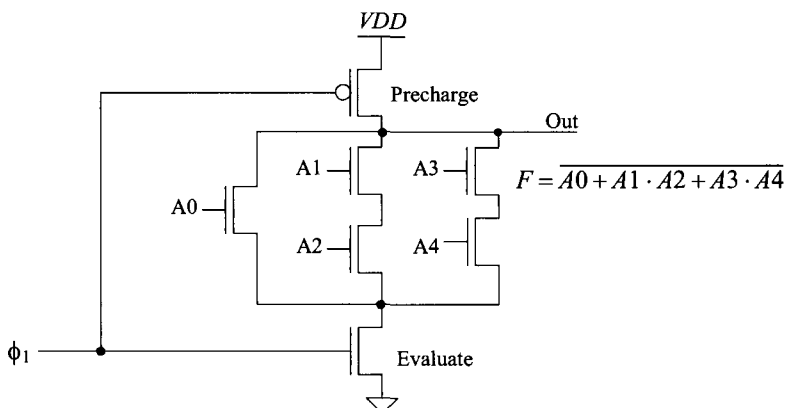 VDD
Precharge
Out
A1
A3
F = \overline{A0 + A1 · A2 + A3 · A4}
A0
A2
A4
ϕ1
Evaluate